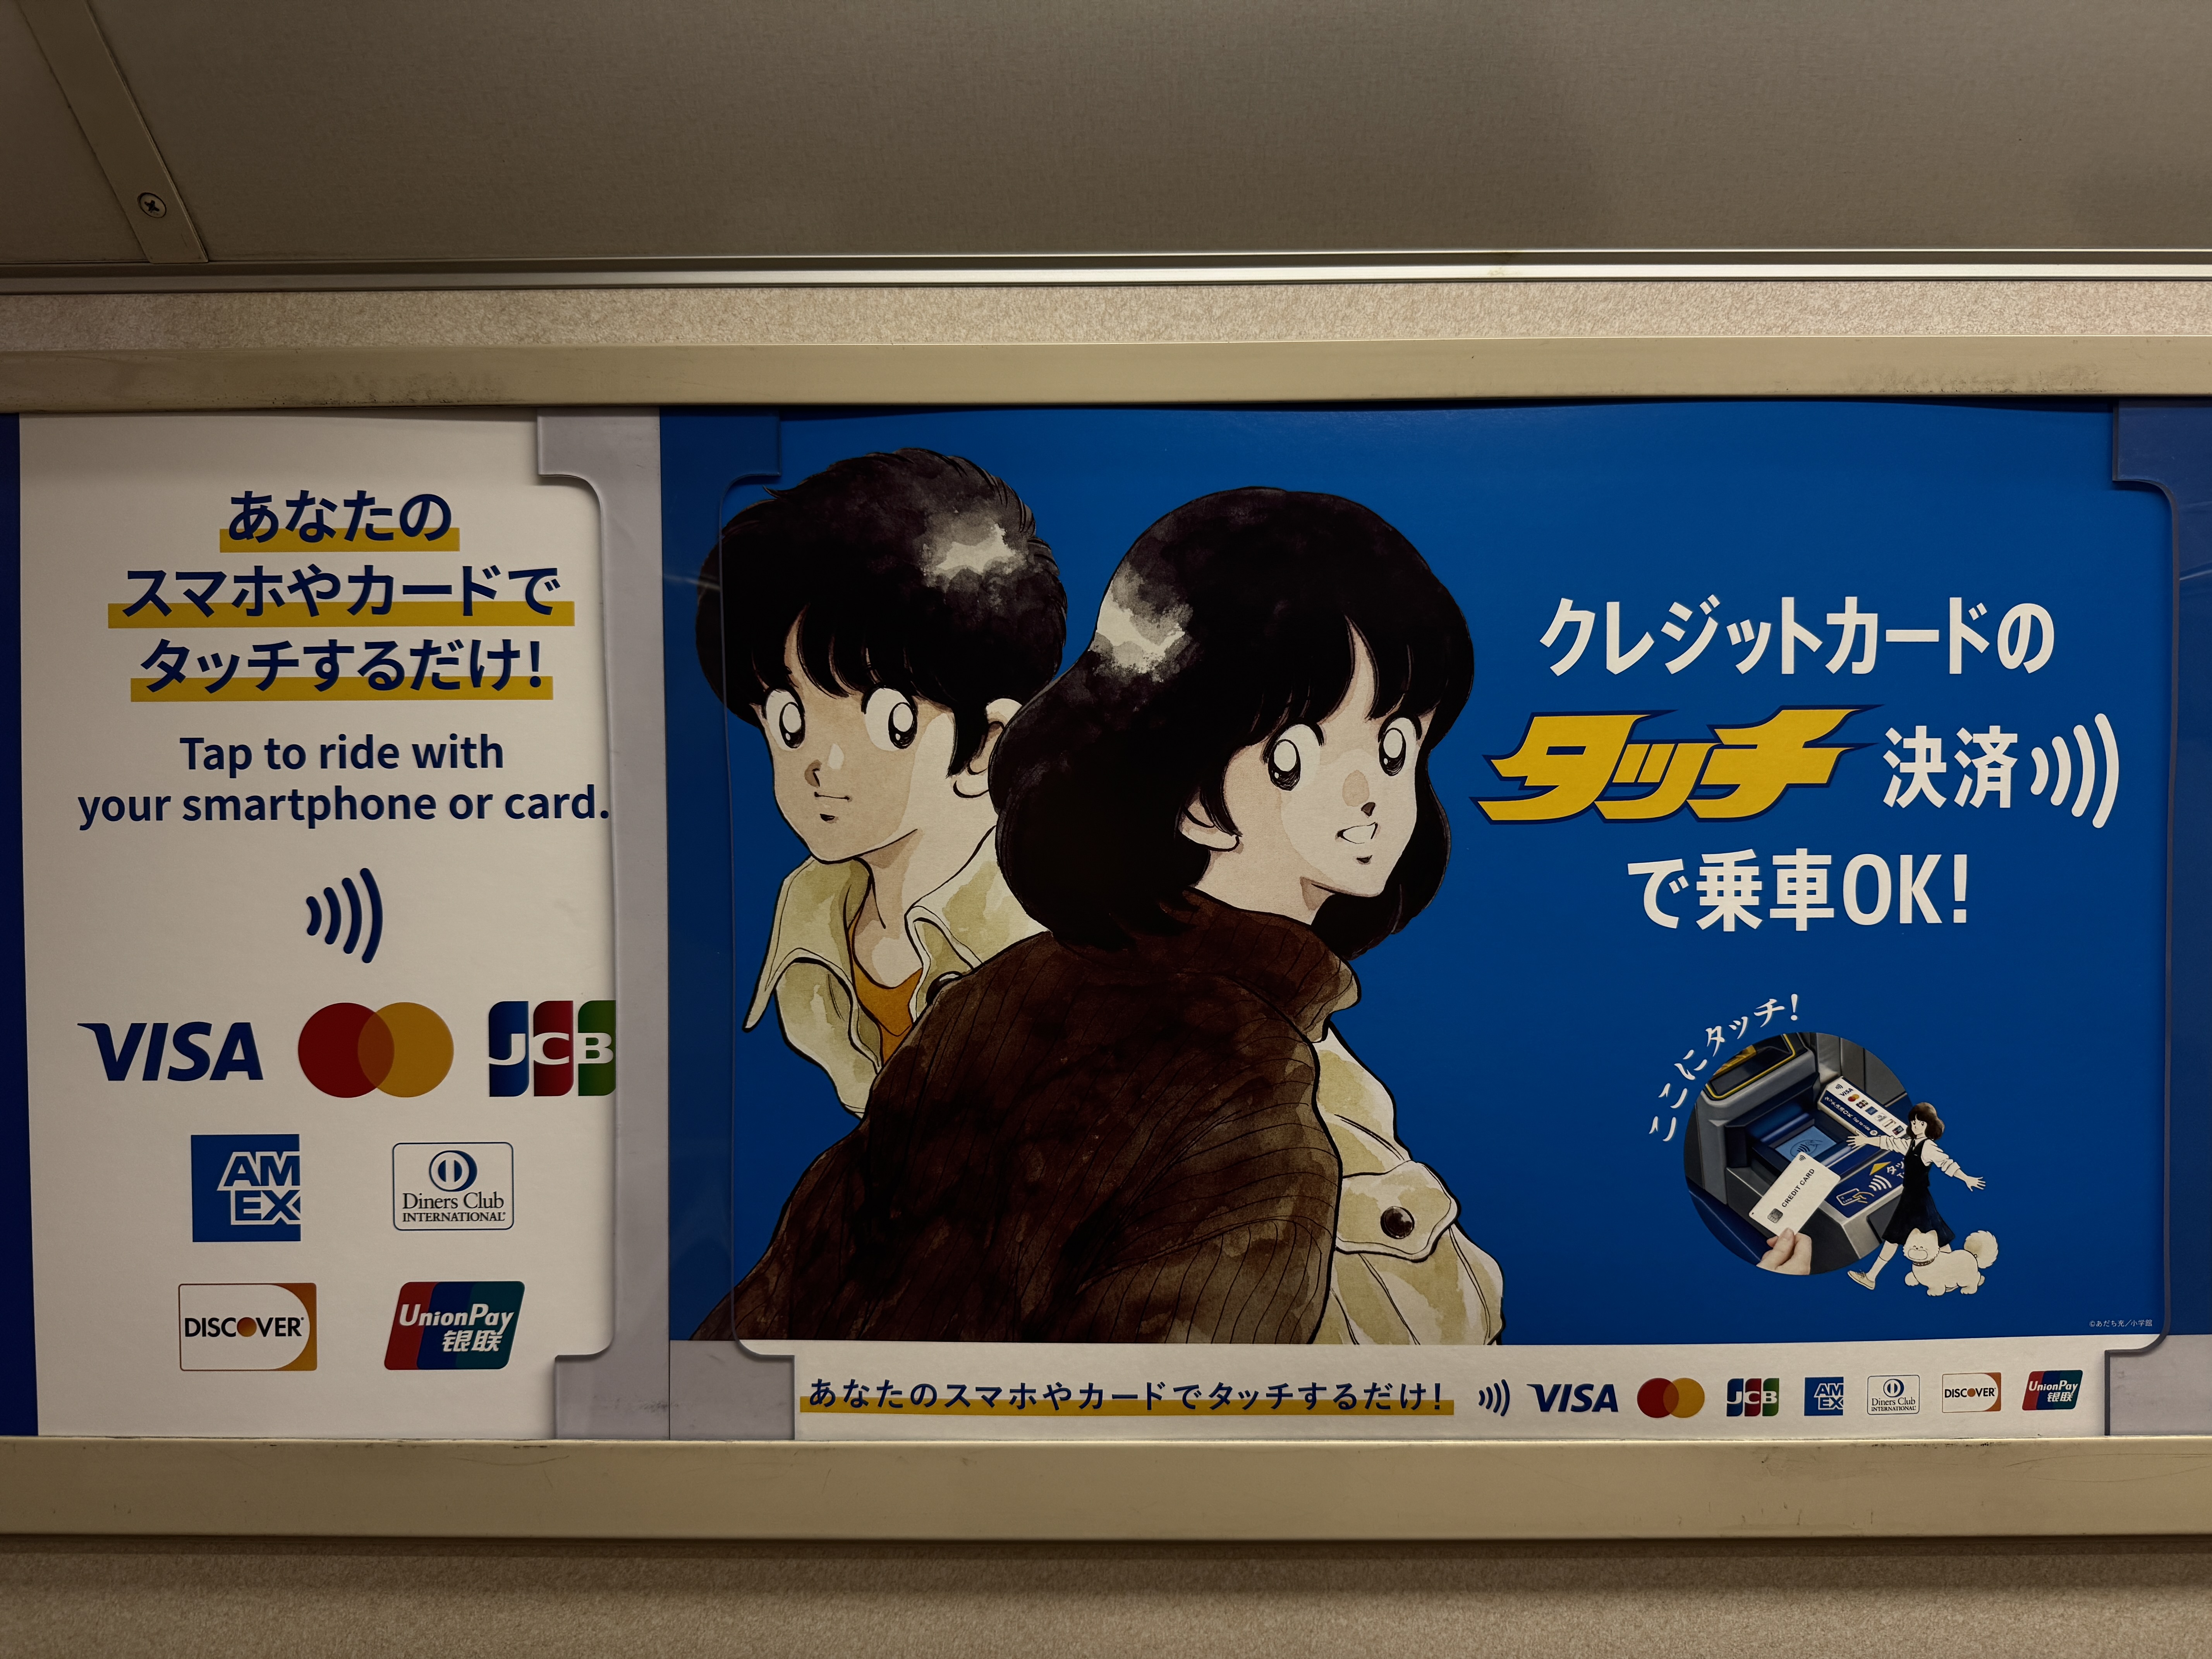 あなたの
スマホやカードで
タッチするだけ!
Tap to ride with
your smartphone or card.
VISA
JCB
AM
EX
Diners Club
INTERNATIONAL
DISCOVER
UnionPay
银联
クレジットカードの
タッチ決済
で乗車OK!
ここにタッチ!
CREDIT CARD
©あだち充／小学館
あなたのスマホやカードでタッチするだけ! VISA JCB AM EX Diners Club INTERNATIONAL DISCOVER UnionPay 银联